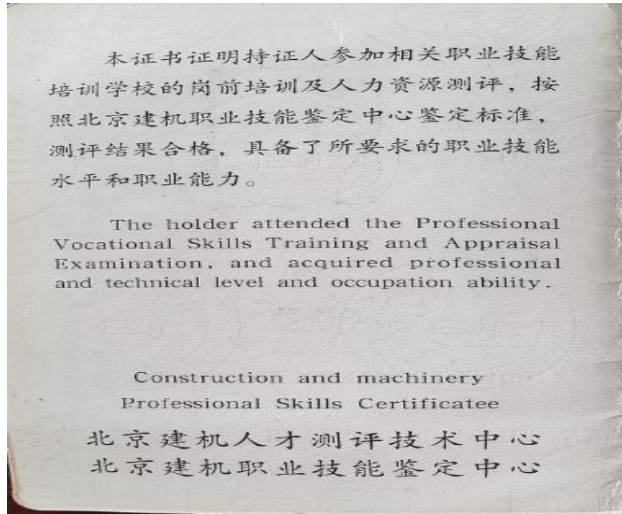 本证书证明持证人参加相关职业技能
培训学校的岗前培训及人力资源测评，按
照北京建机职业技能鉴定中心鉴定标准，
测评结果合格，具备了所要求的职业技能
水平和职业能力。
The holder attended the Professional
Vocational Skills Training and Appraisal
Examination, and acquired professional
and technical level and occupation ability.
Construction and machinery
Professional Skills Certificatee
北京建机人才测评技术中心
北京建机职业技能鉴定中心